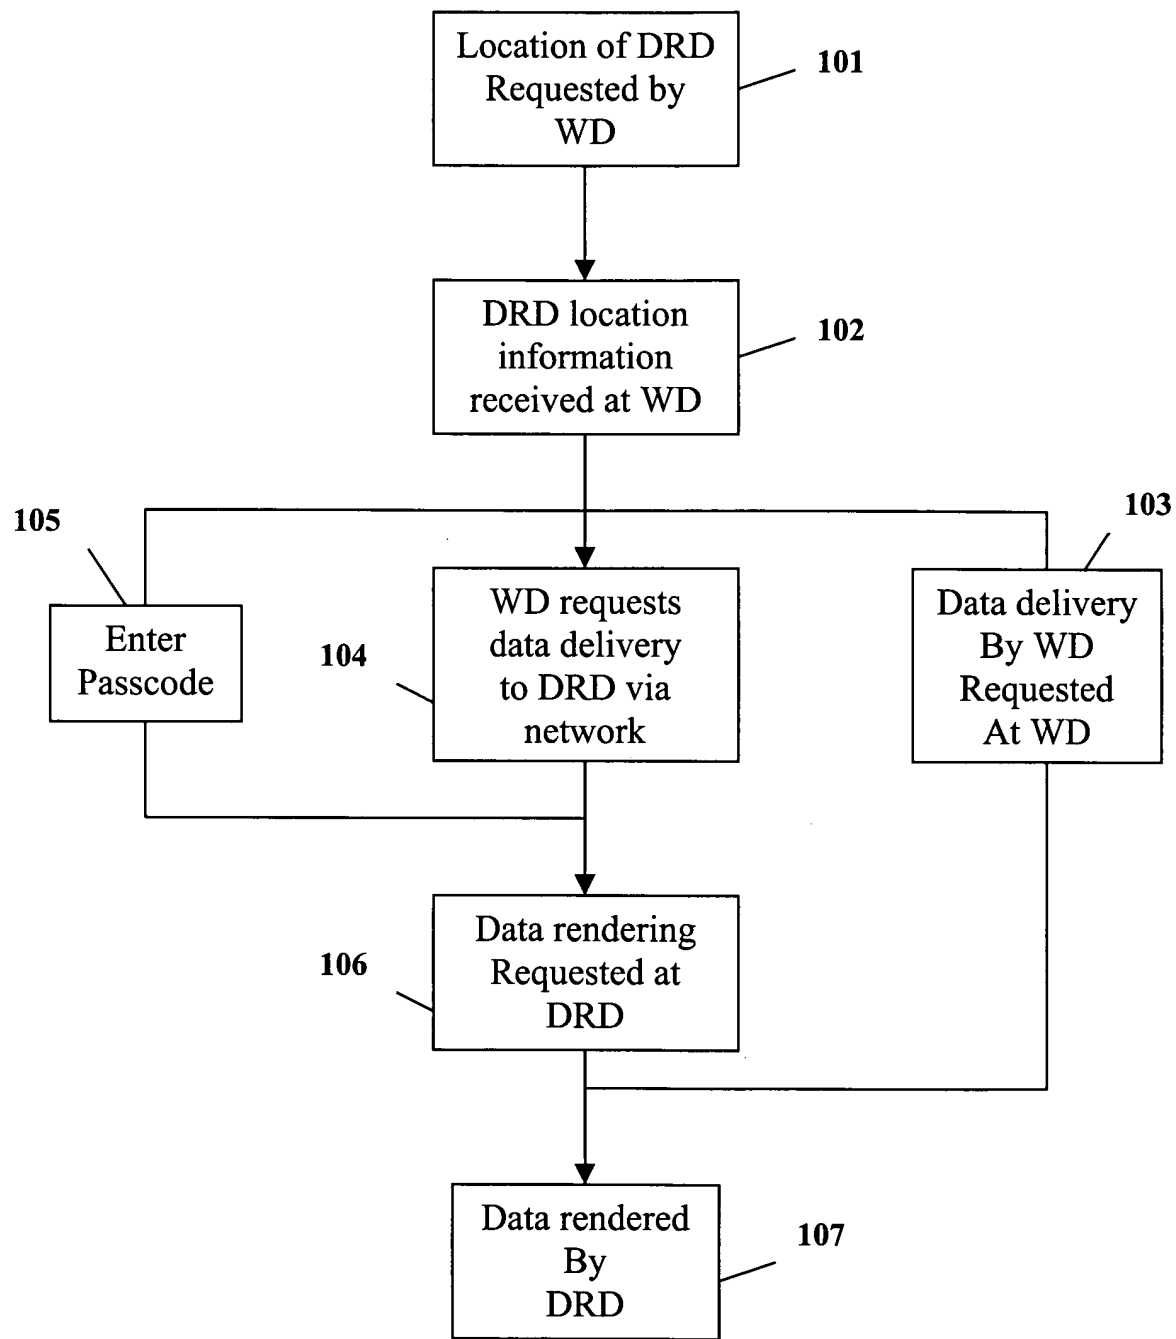 Location of DRD
Requested by
WD
101
DRD location
information
received at WD
102
105
103
Enter
Passcode
104
WD requests
data delivery
to DRD via
network
Data delivery
By WD
Requested
At WD
106
Data rendering
Requested at
DRD
Data rendered
By
DRD
107